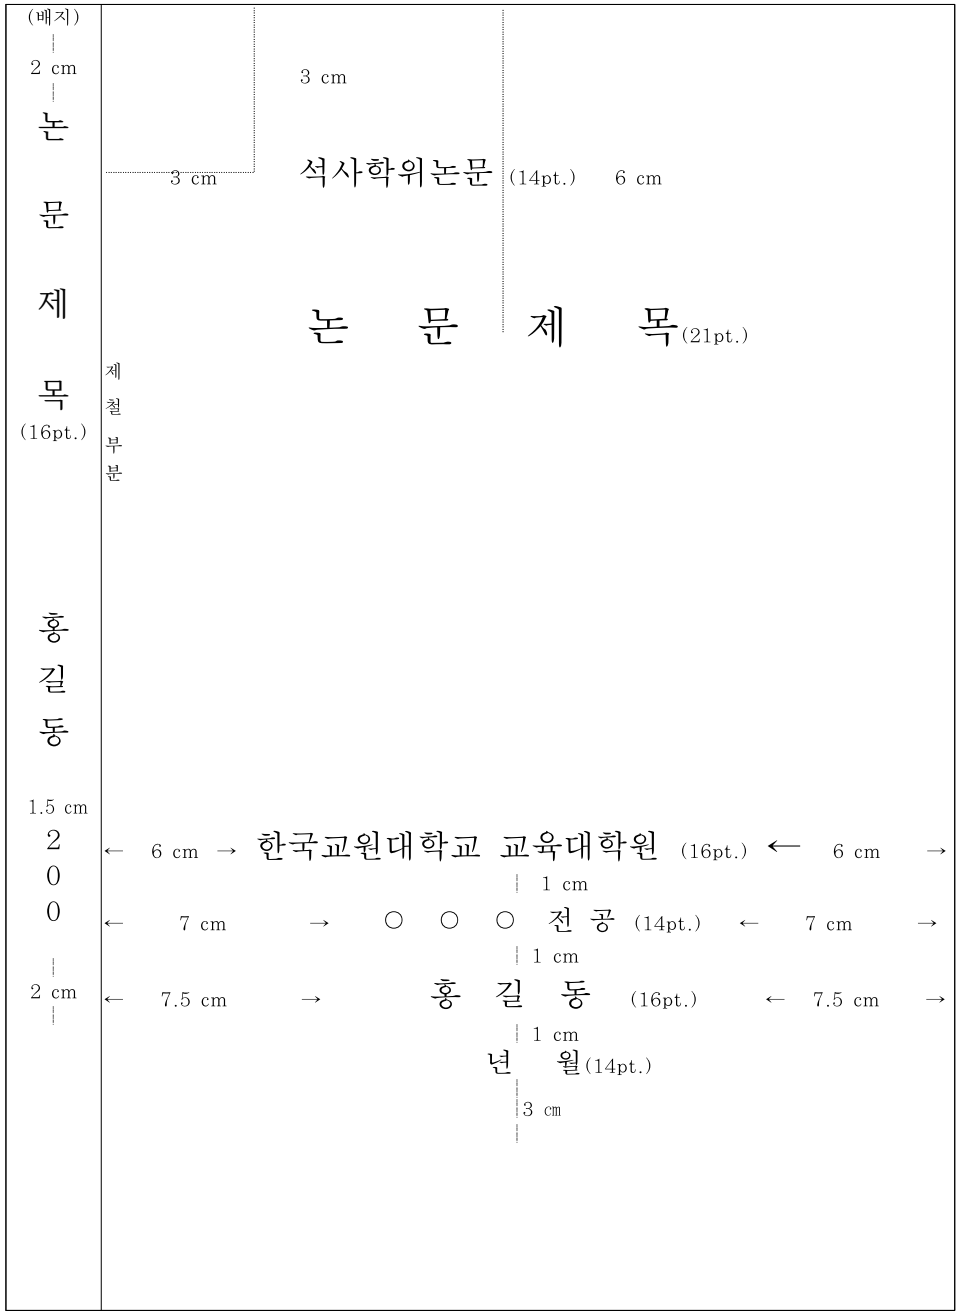 (배지)
2 cm
논
문
제
목
(16pt.)
홍
길
동
1.5 cm
2
0
0
2 cm
제
철
부
분
3 cm
3 cm
석사학위논문 (14pt.) 6 cm
논 문 제 목(21pt.)
← 6 cm → 한국교원대학교 교육대학원 (16pt.) ← 6 cm →
1 cm
← 7 cm → ○ ○ ○ 전 공 (14pt.) ← 7 cm →
1 cm
← 7.5 cm → 홍 길 동 (16pt.) ← 7.5 cm →
1 cm
년 월(14pt.)
3 ㎝